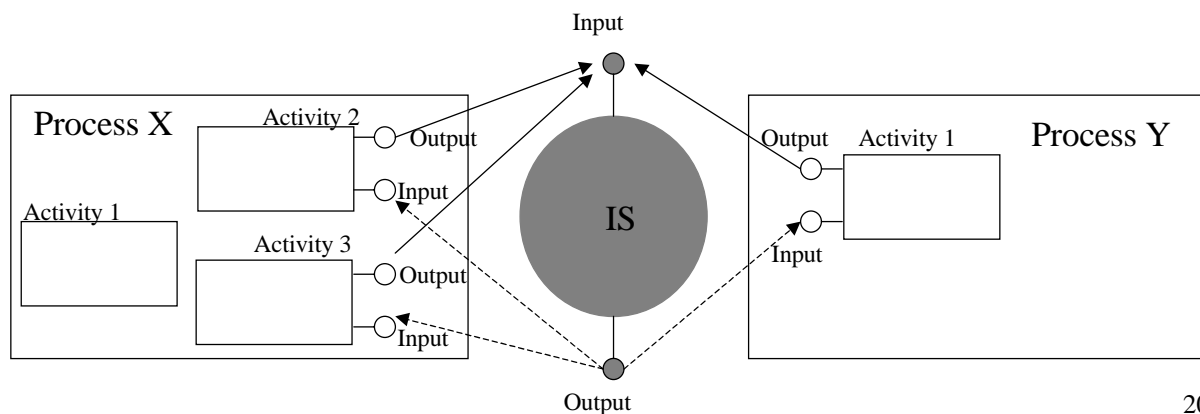 Input
Process X
Activity 2
Output
Input
Activity 1
Activity 3
Output
Input
IS
Output
Process Y
Activity 1
Output
Input
20